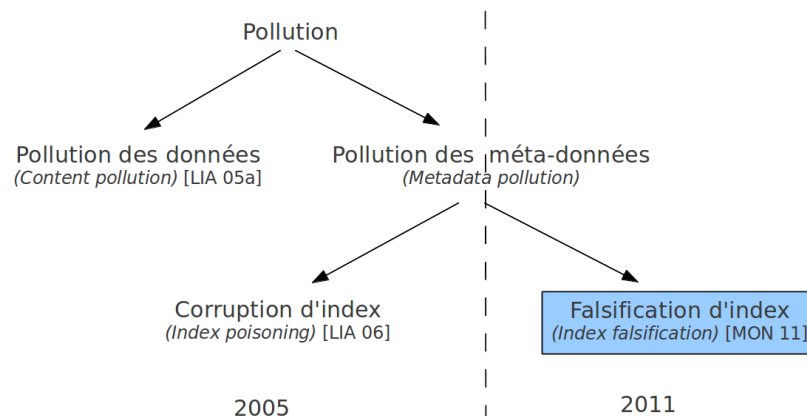 Pollution
Pollution des données
(Content pollution) [LIA 05a]
Pollution des méta-données
(Metadata pollution)
Corruption d'index
(Index poisoning) [LIA 06]
Falsification d'index
(Index falsification) [MON 11]
2005
2011